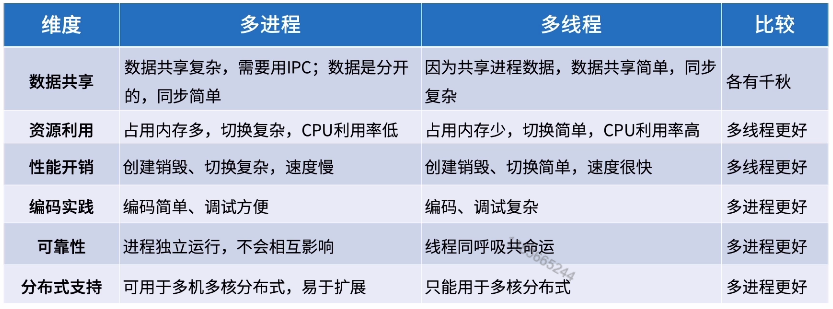 维度 多进程 多线程 比较
数据共享 数据共享复杂，需要用IPC；数据是分开的，同步简单 因为共享进程数据，数据共享简单，同步复杂 各有千秋
资源利用 占用内存多，切换复杂，CPU利用率低 占用内存少，切换简单，CPU利用率高 多线程更好
性能开销 创建销毁、切换复杂，速度慢 创建销毁、切换简单，速度很快 多线程更好
编码实践 编码简单、调试方便 编码、调试复杂 多进程更好
可靠性 进程独立运行，不会相互影响 线程同呼吸共命运 多进程更好
分布式支持 可用于多机多核分布式，易于扩展 只能用于多核分布式 多进程更好